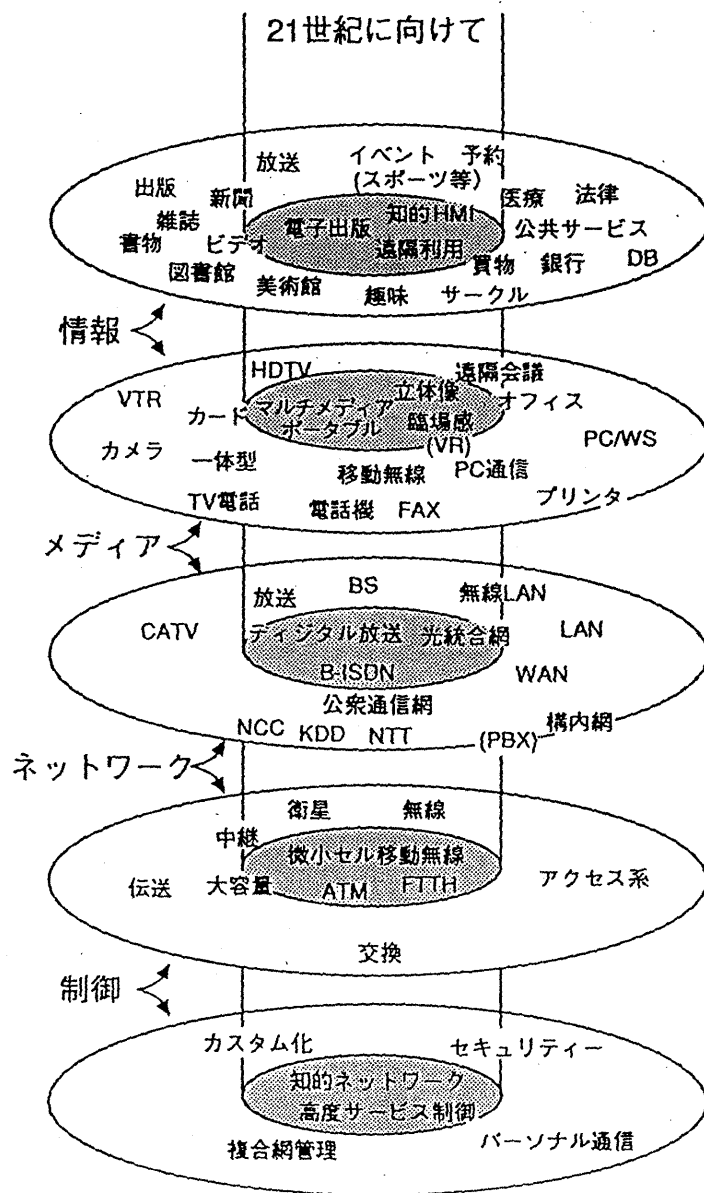 21世紀に向けて
放送
イベント 予約
(スポーツ等)
出版
新聞
医療
法律
雑誌
電子出版
知的HMI
公共サービス
書物
ビデオ
遠隔利用
買物
銀行
DB
図書館
美術館
趣味
サークル
情報
HDTV
遠隔会議
VTR
カード
マルチメディア
ポータブル
立体像
臨場感
(VR)
オフィス
PC/WS
カメラ
一体型
移動無線
PC通信
TV電話
電話機
FAX
プリンタ
メディア
放送
BS
無線LAN
CATV
ディジタル放送
光統合網
LAN
B-ISDN
WAN
公衆通信網
NCC
KDD
NTT
(PBX)
構内網
ネットワーク
衛星
無線
中継
微小セル移動無線
伝送
大容量
ATM
FTTH
アクセス系
交換
制御
カスタム化
セキュリティー
知的ネットワーク
高度サービス制御
複合網管理
パーソナル通信